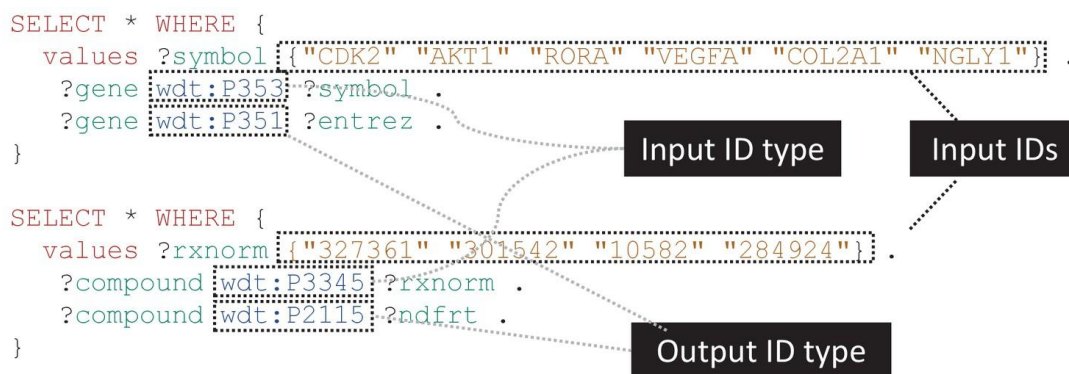 SELECT * WHERE {
values ?symbol {"CDK2" "AKT1" "RORA" "VEGFA" "COL2A1" "NGLY1"} .
?gene wdt:P353 ?symbol .
?gene wdt:P351 ?entrez .
}
Input ID type
Input IDs
SELECT * WHERE {
values ?rxnorm {"327361" "301542" "10582" "284924"} .
?compound wdt:P3345 ?rxnorm .
?compound wdt:P2115 ?ndfrt .
}
Output ID type